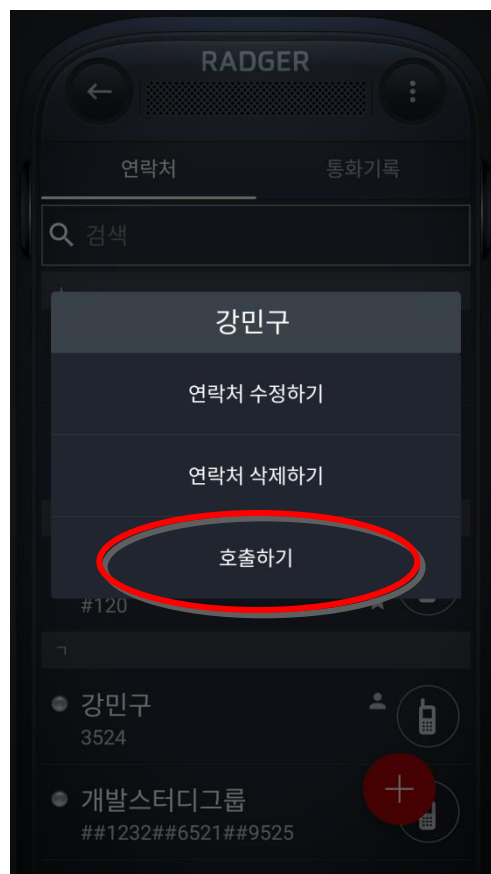 RADGER
연락처
통화기록
검색
강민구
연락처 수정하기
연락처 삭제하기
호출하기
#120
ㄱ
강민구
3524
개발스터디그룹
##1232##6521##9525